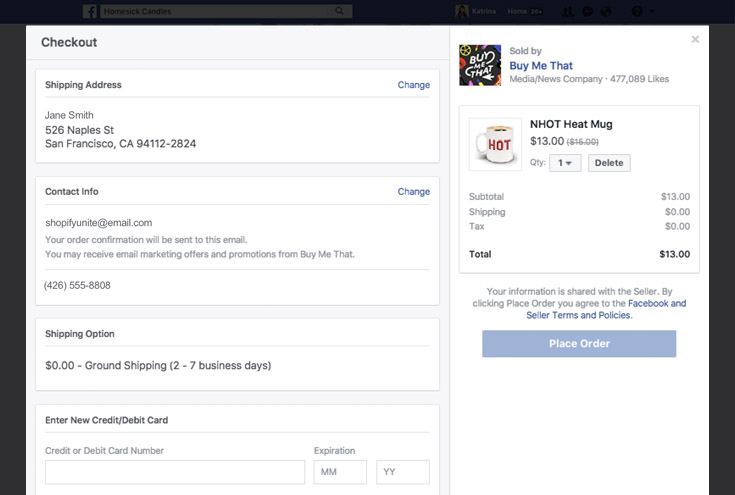 Homesick Candles
Katrina
Home 20+
Checkout
Shipping Address
Change
Jane Smith
526 Naples St
San Francisco, CA 94112-2824
Contact Info
Change
shopifyunite@email.com
Your order confirmation will be sent to this email.
You may receive email marketing offers and promotions from Buy Me That.
(426) 555-8808
Shipping Option
$0.00 - Ground Shipping (2 - 7 business days)
Enter New Credit/Debit Card
Credit or Debit Card Number
Expiration
MM
YY
BUY
ME
THAT
Sold by
Buy Me That
Media/News Company · 477,089 Likes
HOT
NHOT Heat Mug
$13.00 ($15.00)
Qty: 1 Delete
Subtotal $13.00
Shipping $0.00
Tax $0.00
Total $13.00
Your information is shared with the Seller. By
clicking Place Order you agree to the Facebook and
Seller Terms and Policies.
Place Order